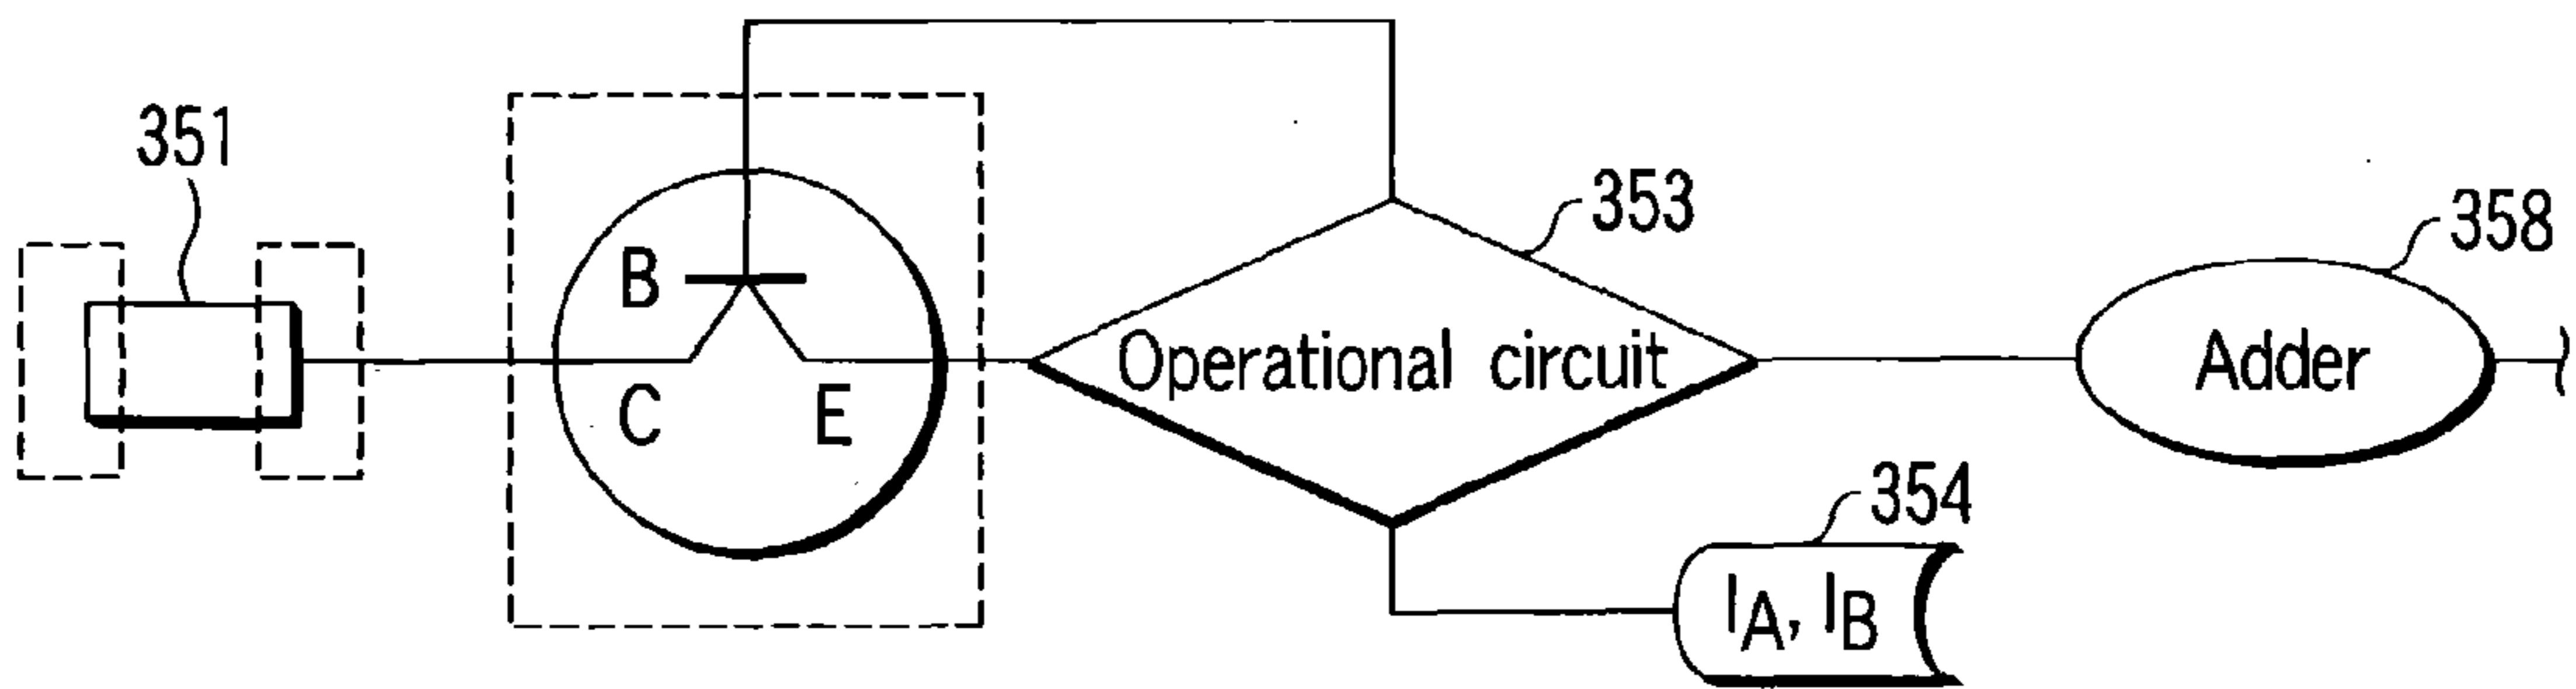 351
353
358
B
C
E
Operational circuit
Adder
354
IA, IB